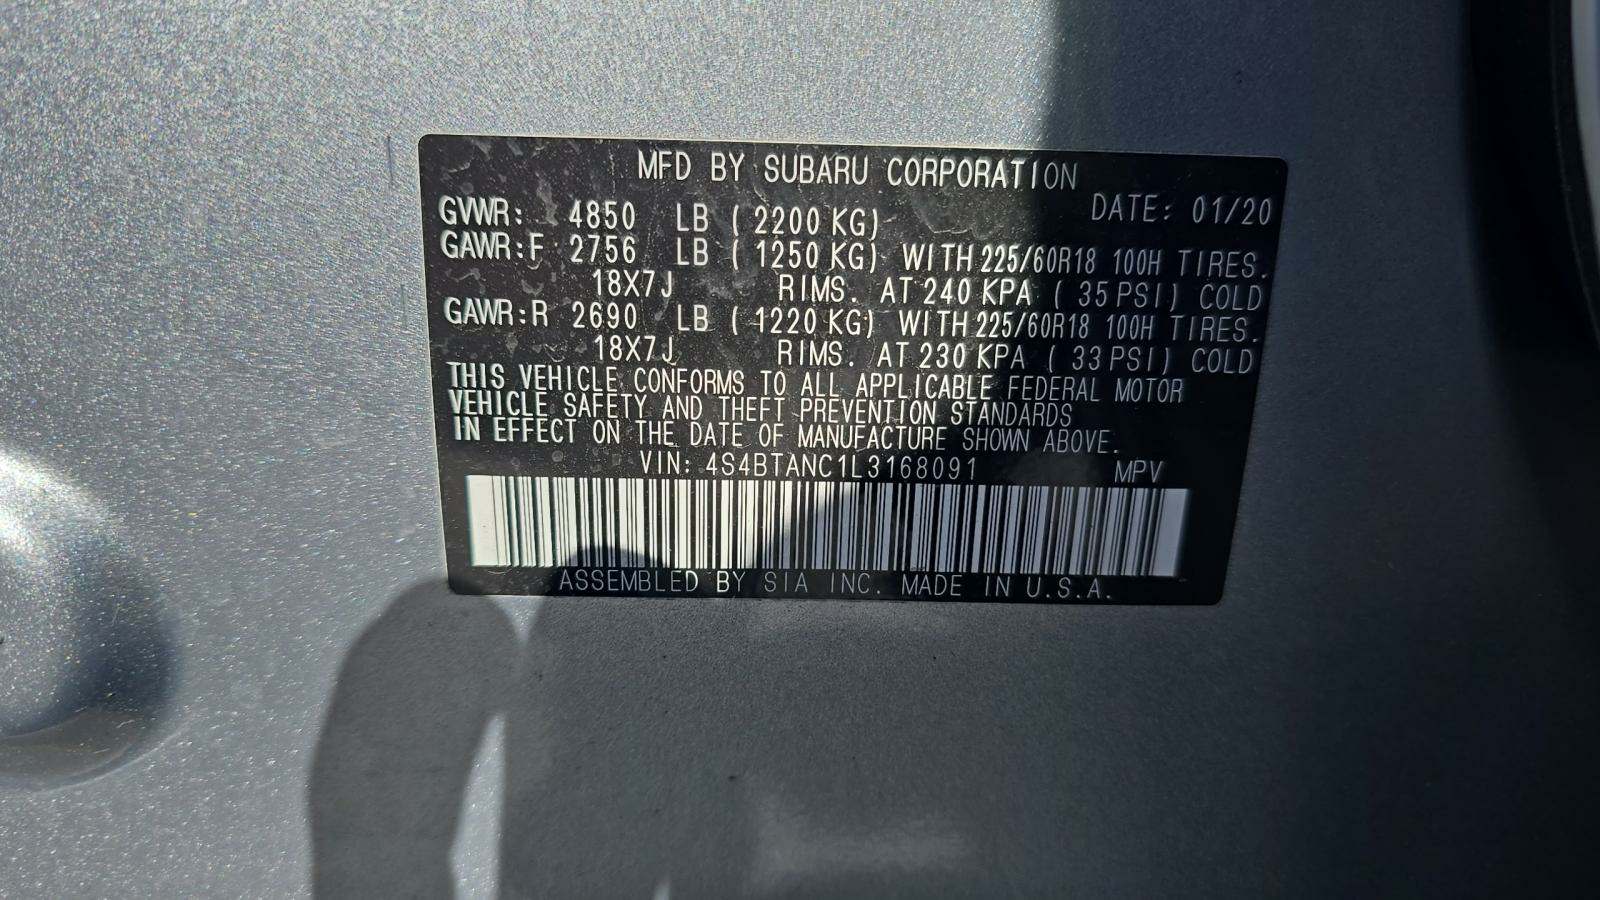 MFD BY SUBARU CORPORATION
DATE: 01/20
GVWR: 4850 LB ( 2200 KG)
GAWR:F 2756 LB ( 1250 KG) WITH 225/60R18 100H TIRES.
18X7J RIMS. AT 240 KPA ( 35 PSI) COLD
GAWR:R 2690 LB ( 1220 KG) WITH 225/60R18 100H TIRES.
18X7J RIMS. AT 230 KPA ( 33 PSI) COLD
THIS VEHICLE CONFORMS TO ALL APPLICABLE FEDERAL MOTOR
VEHICLE SAFETY AND THEFT PREVENTION STANDARDS
IN EFFECT ON THE DATE OF MANUFACTURE SHOWN ABOVE.
VIN: 4S4BTANC1L3168091 MPV
ASSEMBLED BY SIA INC. MADE IN U.S.A.